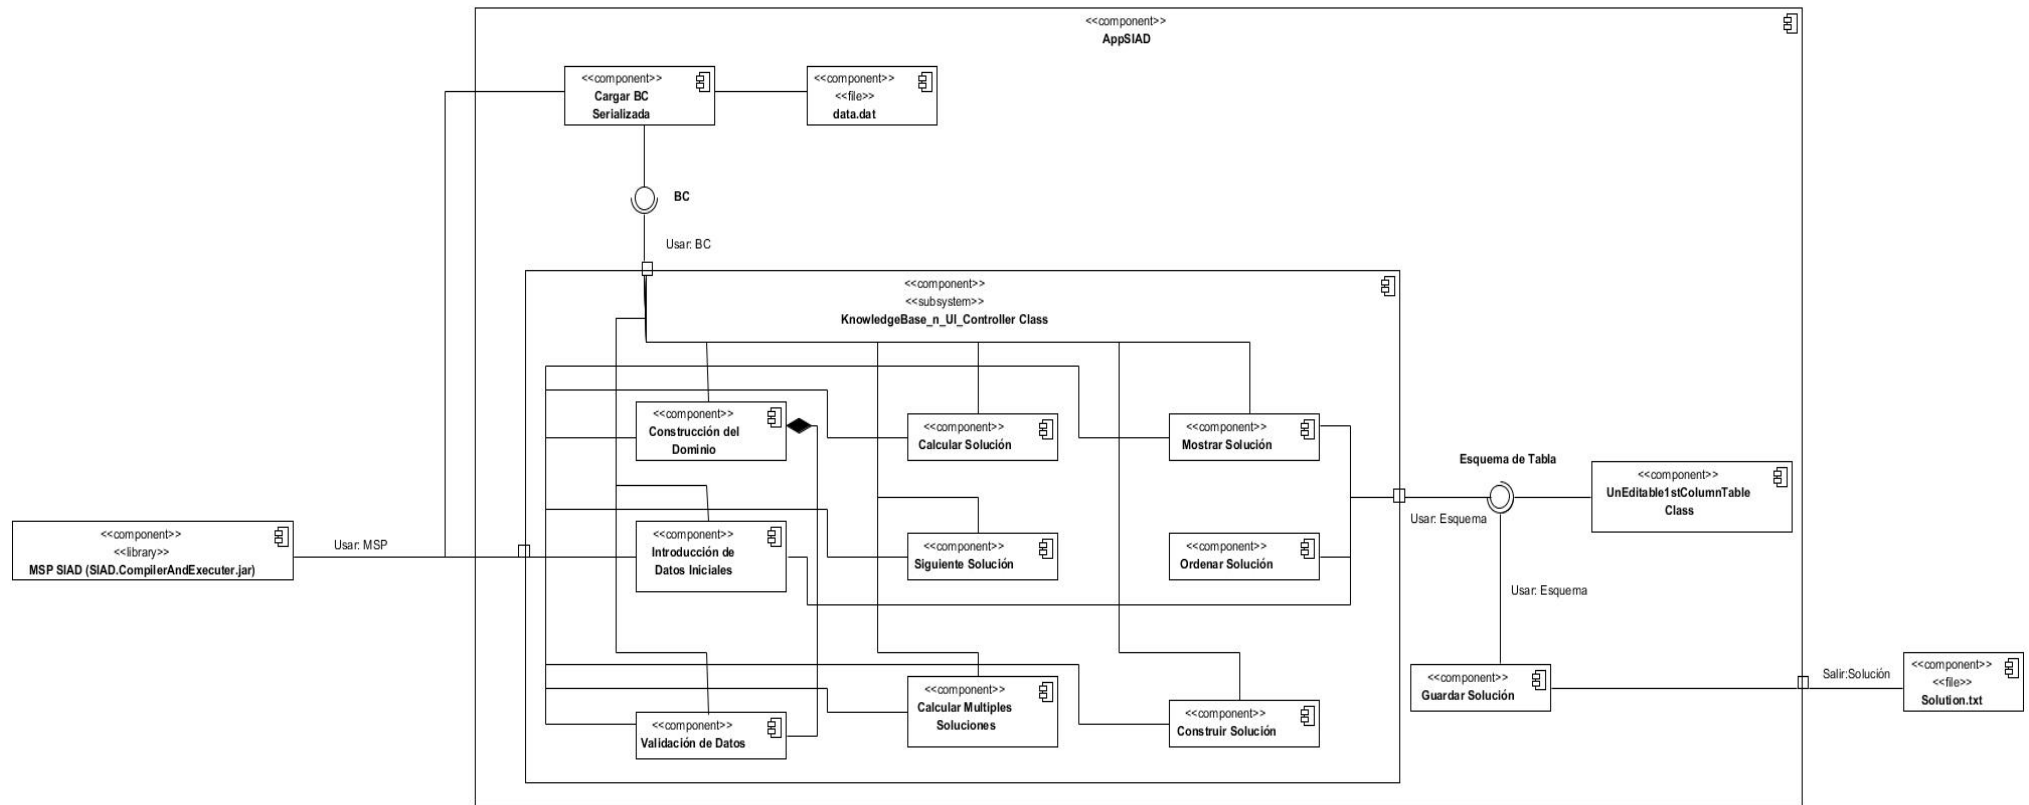 <<component>>
AppSIAD
<<component>>
Cargar BC
Serializada
<<component>>
<<file>>
data.dat
BC
Usar: BC
<<component>>
<<subsystem>>
KnowledgeBase_n_UI_Controller Class
<<component>>
Construcción del
Dominio
<<component>>
Calcular Solución
<<component>>
Mostrar Solución
Esquema de Tabla
<<component>>
UnEditable1stColumnTable
Class
Usar: Esquema
<<component>>
<<library>>
MSP SIAD (SIAD.CompilerAndExecuter.jar)
Usar: MSP
<<component>>
Introducción de
Datos Iniciales
<<component>>
Siguiente Solución
<<component>>
Ordenar Solución
Usar: Esquema
<<component>>
Validación de Datos
<<component>>
Calcular Multiples
Soluciones
<<component>>
Construir Solución
<<component>>
Guardar Solución
Salir:Solución
<<component>>
<<file>>
Solution.txt